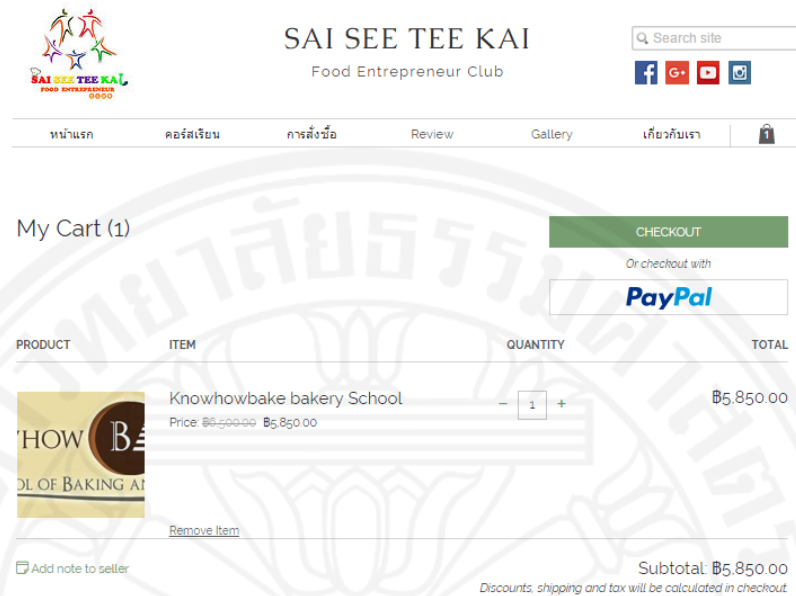 SAI SEE TEE KAI
FOOD ENTREPRENEUR
SAI SEE TEE KAI
Food Entrepreneur Club
Search site
หน้าแรก คอร์สเรียน การสั่งซื้อ Review Gallery เกี่ยวกับเรา 1
My Cart (1)
CHECKOUT
Or checkout with
PayPal
PRODUCT ITEM QUANTITY TOTAL
Knowhowbake bakery School
Price: ฿6,500.00 ฿5,850.00
− 1 +
฿5,850.00
HOW
OL OF BAKING
Remove Item
Add note to seller
Subtotal: ฿5,850.00
Discounts, shipping and tax will be calculated in checkout.